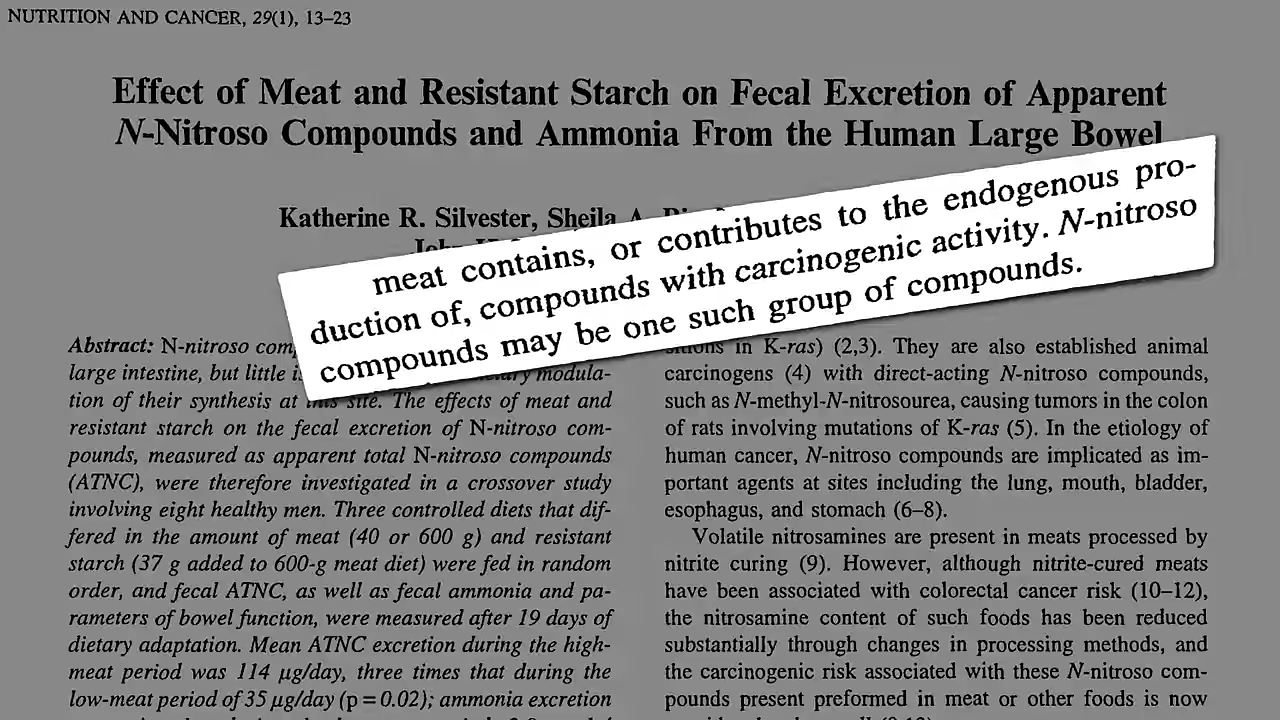 NUTRITION AND CANCER, 29(1), 13–23
Effect of Meat and Resistant Starch on Fecal Excretion of Apparent
N-Nitroso Compounds and Ammonia From the Human Large Bowel
Katherine R. Silvester, Sheila A.
meat contains, or contributes to the endogenous pro-
duction of, compounds with carcinogenic activity. N-nitroso
compounds may be one such group of compounds.
Abstract: N-nitroso
large intestine, but little modula-
tion of their synthesis at this site. The effects of meat and
resistant starch on the fecal excretion of N-nitroso com-
pounds, measured as apparent total N-nitroso compounds
(ATNC), were therefore investigated in a crossover study
involving eight healthy men. Three controlled diets that dif-
fered in the amount of meat (40 or 600 g) and resistant
starch (37 g added to 600-g meat diet) were fed in random
order, and fecal ATNC, as well as fecal ammonia and pa-
rameters of bowel function, were measured after 19 days of
dietary adaptation. Mean ATNC excretion during the high-
meat period was 114 µg/day, three times that during the
low-meat period of 35 µg/day (p = 0.02); ammonia excretion
in K-ras) (2,3). They are also established animal
carcinogens (4) with direct-acting N-nitroso compounds,
such as N-methyl-N-nitrosourea, causing tumors in the colon
of rats involving mutations of K-ras (5). In the etiology of
human cancer, N-nitroso compounds are implicated as im-
portant agents at sites including the lung, mouth, bladder,
esophagus, and stomach (6–8).
Volatile nitrosamines are present in meats processed by
nitrite curing (9). However, although nitrite-cured meats
have been associated with colorectal cancer risk (10–12),
the nitrosamine content of such foods has been reduced
substantially through changes in processing methods, and
the carcinogenic risk associated with these N-nitroso com-
pounds present preformed in meat or other foods is now